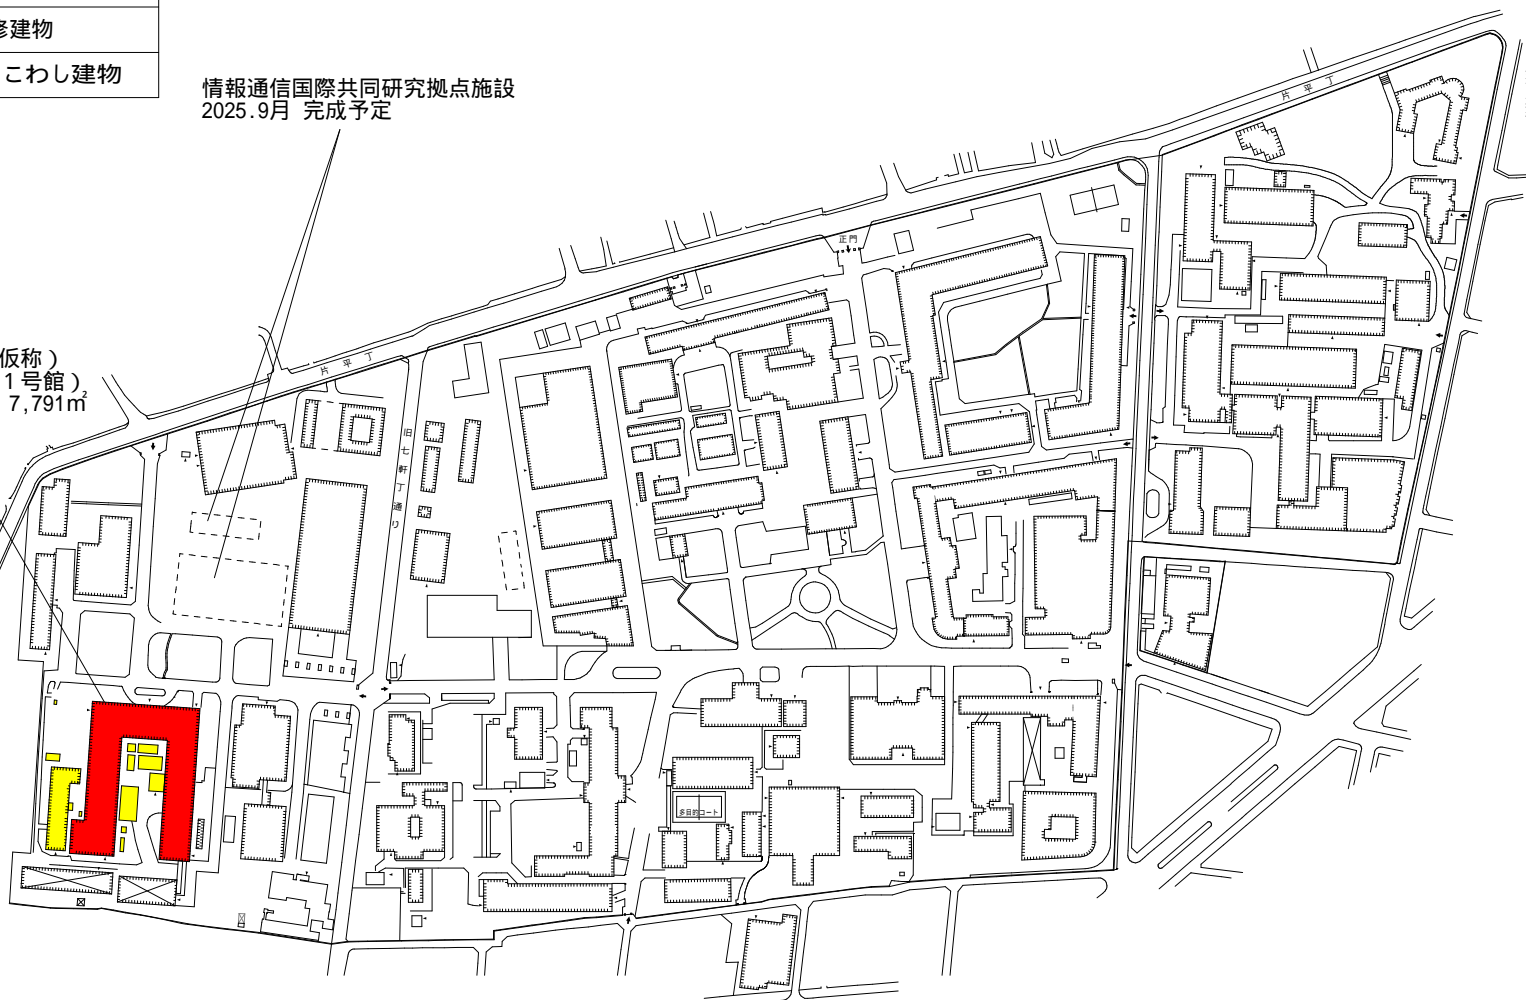 修建物
こわし建物
情報通信国際共同研究拠点施設
2025.9月 完成予定
仮称）
１号館）
7,791㎡
片平丁
片平丁
正門
旧七軒丁通り
多目的コート